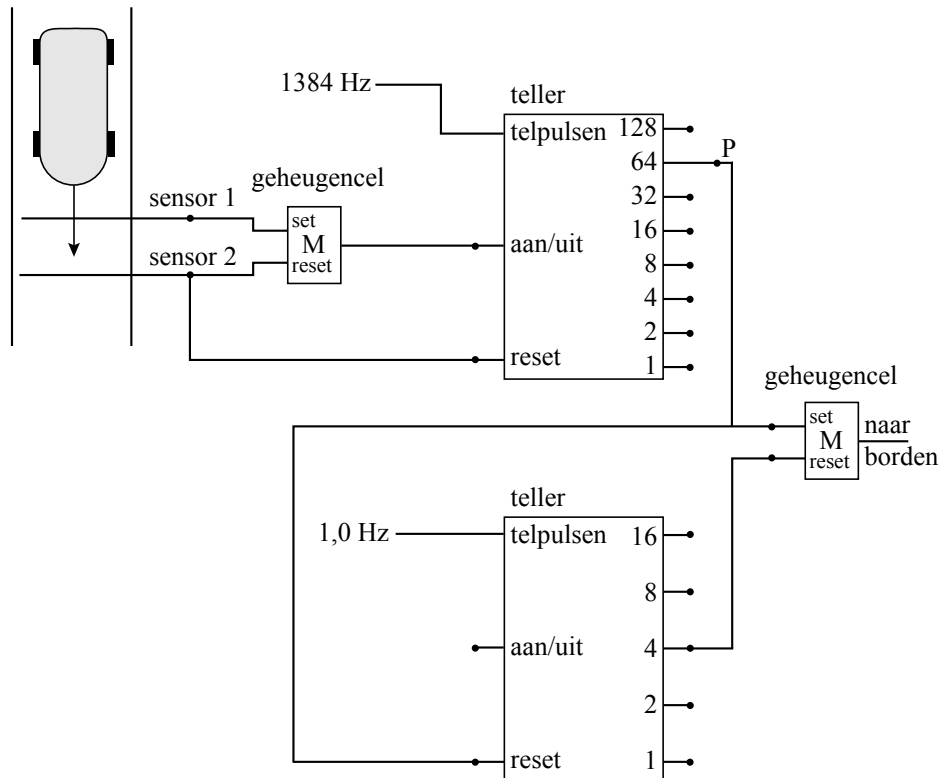 1384 Hz
teller
telpulsen
128
64
P
32
16
8
4
2
1
aan/uit
reset
geheugencel
sensor 1
set
M
reset
sensor 2
geheugencel
set
M
reset
naar
borden
teller
1,0 Hz
telpulsen
16
8
aan/uit
4
2
reset
1